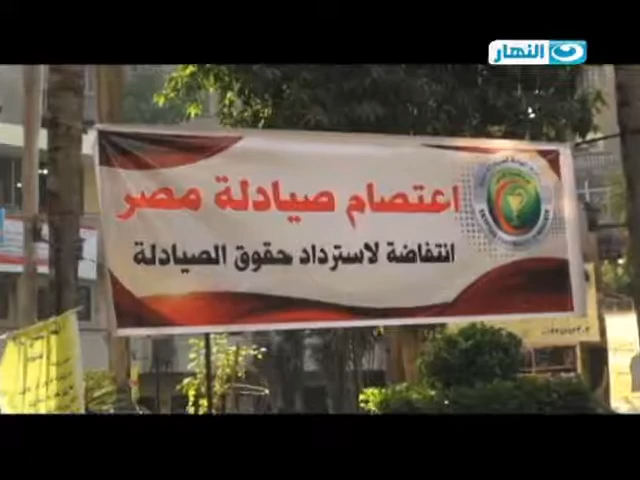 النهار
اعتصام صيادلة مصر
انتفاضة لاسترداد حقوق الصيادلة